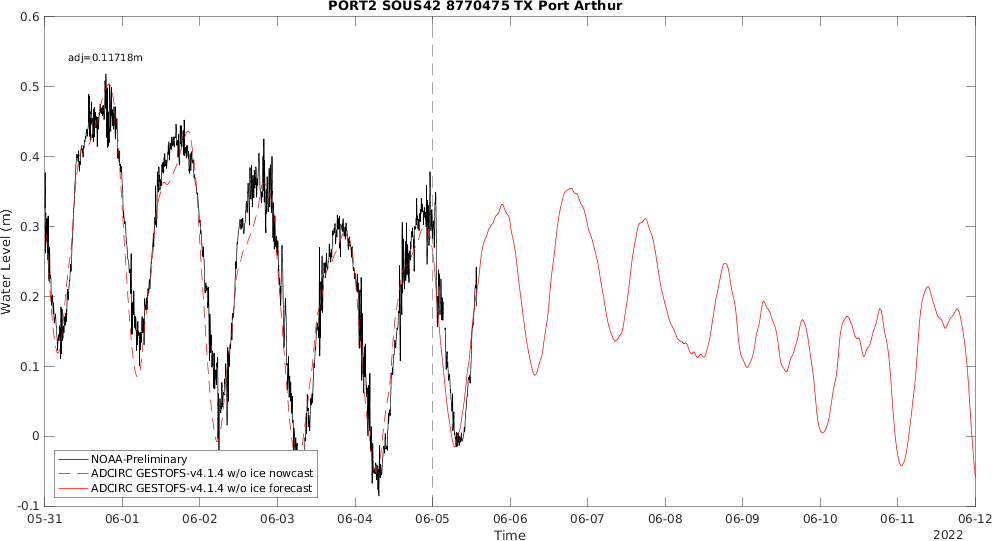 PORT2 SOUS42 8770475 TX Port Arthur
0.6
adj=0.11718m
0.5
0.4
0.3
0.2
0.1
0
-0.1
Water Level (m)
NOAA-Preliminary
ADCIRC GESTOFS-v4.1.4 w/o ice nowcast
ADCIRC GESTOFS-v4.1.4 w/o ice forecast
05-31 06-01 06-02 06-03 06-04 06-05 06-06 06-07 06-08 06-09 06-10 06-11 06-12
Time
2022